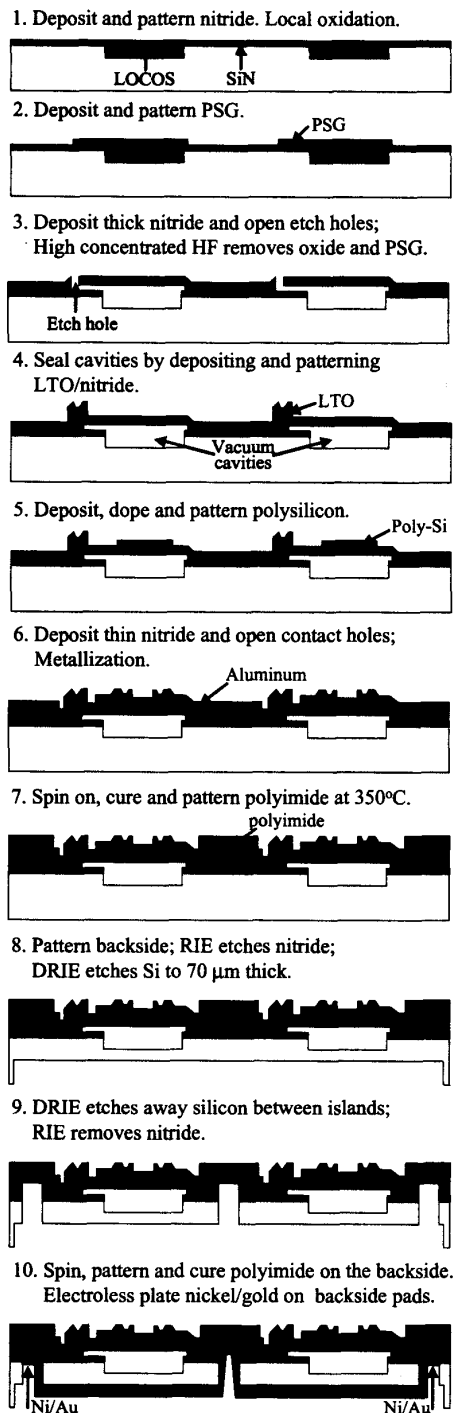 1. Deposit and pattern nitride. Local oxidation.
LOCOS SiN
2. Deposit and pattern PSG.
PSG
3. Deposit thick nitride and open etch holes;
High concentrated HF removes oxide and PSG.
Etch hole
4. Seal cavities by depositing and patterning
LTO/nitride.
LTO
Vacuum
cavities
5. Deposit, dope and pattern polysilicon.
Poly-Si
6. Deposit thin nitride and open contact holes;
Metallization.
Aluminum
7. Spin on, cure and pattern polyimide at 350°C.
polyimide
8. Pattern backside; RIE etches nitride;
DRIE etches Si to 70 μm thick.
9. DRIE etches away silicon between islands;
RIE removes nitride.
10. Spin, pattern and cure polyimide on the backside.
Electroless plate nickel/gold on backside pads.
Ni/Au Ni/Au